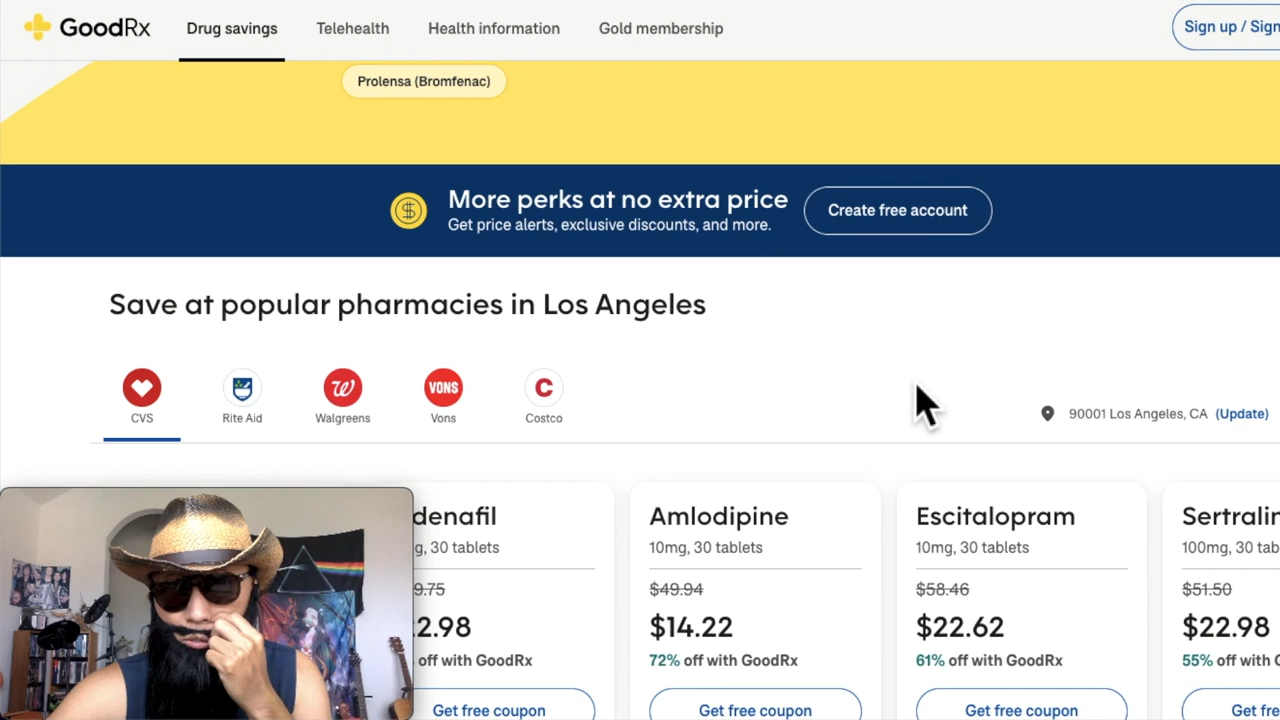 GoodRx
Drug savings
Telehealth
Health information
Gold membership
Sign up / Sign
Prolensa (Bromfenac)
More perks at no extra price
Get price alerts, exclusive discounts, and more.
Create free account
Save at popular pharmacies in Los Angeles
VONS
CVS
Rite Aid
Walgreens
Vons
Costco
90001 Los Angeles, CA (Update)
denafil
g, 30 tablets
9.75
2.98
off with GoodRx
Get free coupon
Amlodipine
10mg, 30 tablets
$49.94
$14.22
72% off with GoodRx
Get free coupon
Escitalopram
10mg, 30 tablets
$58.46
$22.62
61% off with GoodRx
Get free coupon
Sertralin
100mg, 30 tab
$51.50
$22.98
55% off with G
Get fre